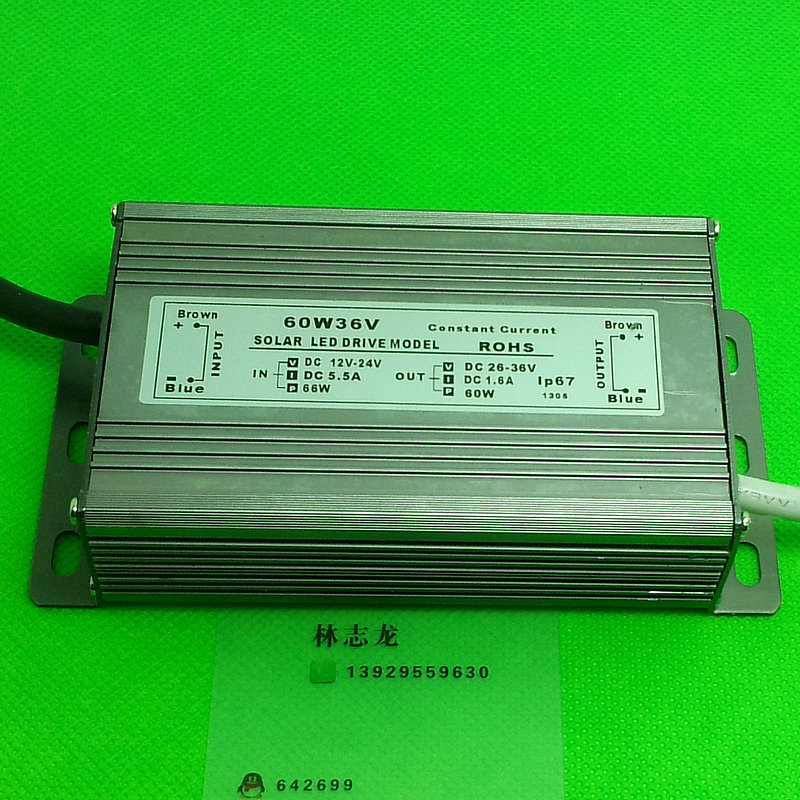 Brown
+
INPUT
-
Blue
60W36V Constant Current
SOLAR LED DRIVE MODEL ROHS
IN V DC 12V-24V
I DC 5.5A
P 66W
OUT V DC 26-36V
I DC 1.6A
P 60W
Ip67
1306
Brown
+
OUTPUT
-
Blue
林志龙
13929559630
642699